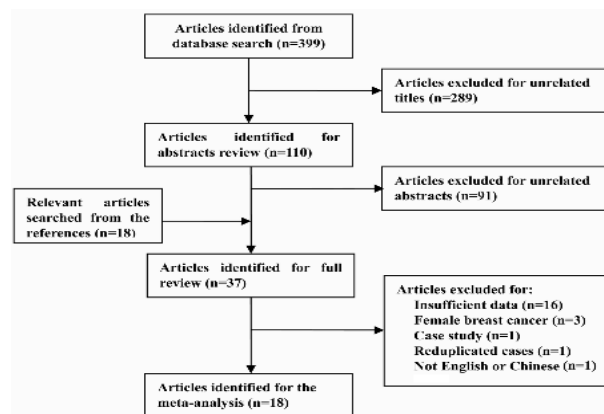 Articles identified from
database search (n=399)
Articles excluded for unrelated
titles (n=289)
Articles identified for
abstracts review (n=110)
Articles excluded for unrelated
abstracts (n=91)
Relevant articles
searched from the
references (n=18)
Articles identified for full
review (n=37)
Articles excluded for:
Insufficient data (n=16)
Female breast cancer (n=3)
Case study (n=1)
Reduplicated cases (n=1)
Not English or Chinese (n=1)
Articles identified for the
meta-analysis (n=18)